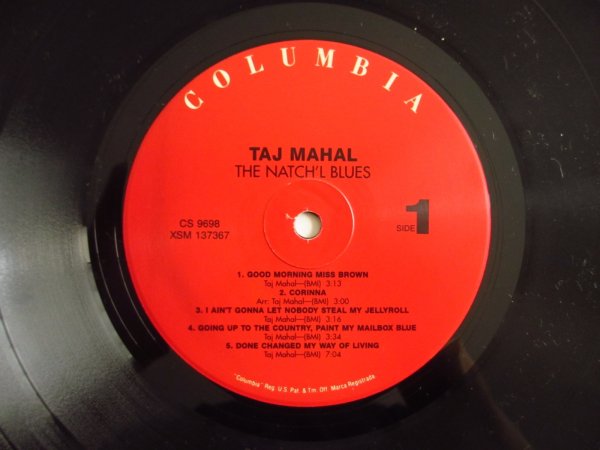 COLUMBIA
TAJ MAHAL
THE NATCH'L BLUES
CS 9698
XSM 137367
SIDE 1
1. GOOD MORNING MISS BROWN
Taj Mahal—(BMI) 3:13
2. CORINNA
Arr: Taj Mahal—(BMI) 3:00
3. I AIN'T GONNA LET NOBODY STEAL MY JELLYROLL
Taj Mahal—(BMI) 3:16
4. GOING UP TO THE COUNTRY, PAINT MY MAILBOX BLUE
Taj Mahal—(BMI) 3:34
5. DONE CHANGED MY WAY OF LIVING
Taj Mahal—(BMI) 7:04
"Columbia" Reg. U.S. Pat. & Tm. Off. Marca Registrada.